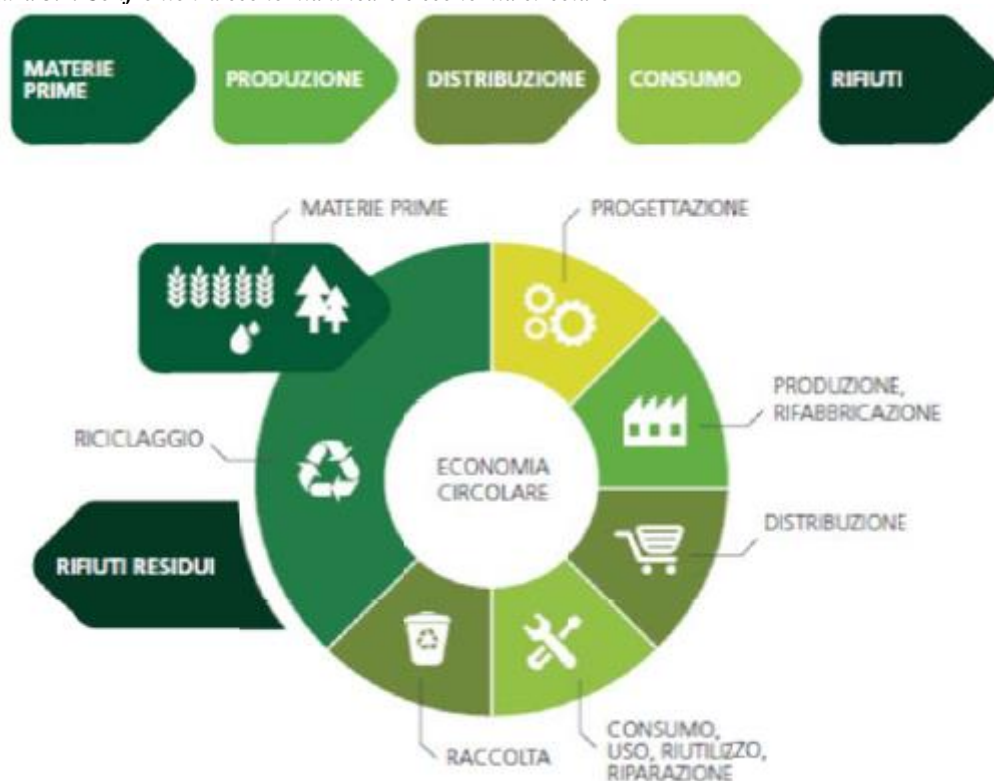 MATERIE
PRIME
PRODUZIONE
DISTRIBUZIONE
CONSUMO
RIFIUTI
MATERIE PRIME
PROGETTAZIONE
PRODUZIONE,
RIFABBRICAZIONE
RICICLAGGIO
ECONOMIA
CIRCOLARE
DISTRIBUZIONE
RIFIUTI RESIDUI
CONSUMO,
USO, RIUTILIZZO,
RIPARAZIONE
RACCOLTA